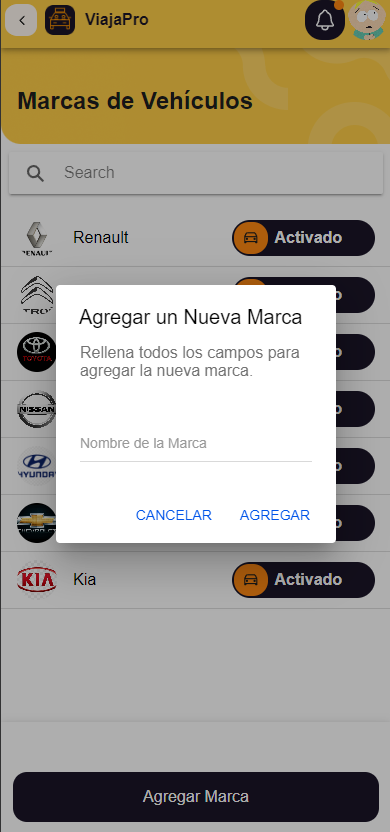 ViajaPro
Marcas de Vehículos
Search
RENAULT
Renault
Activado
Agregar un Nueva Marca
Rellena todos los campos para
agregar la nueva marca.
TOYOTA
NISSAN
Nombre de la Marca
HYUNDAI
CANCELAR
AGREGAR
CHEVROLET
KIA
Kia
Activado
Agregar Marca